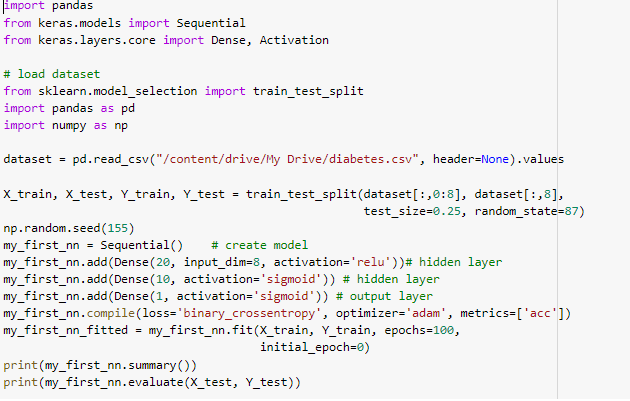 import pandas
from keras.models import Sequential
from keras.layers.core import Dense, Activation
# load dataset
from sklearn.model_selection import train_test_split
import pandas as pd
import numpy as np
dataset = pd.read_csv("/content/drive/My Drive/diabetes.csv", header=None).values
X_train, X_test, Y_train, Y_test = train_test_split(dataset[:,0:8], dataset[:,8],
test_size=0.25, random_state=87)
np.random.seed(155)
my_first_nn = Sequential()    # create model
my_first_nn.add(Dense(20, input_dim=8, activation='relu'))# hidden layer
my_first_nn.add(Dense(10, activation='sigmoid')) # hidden layer
my_first_nn.add(Dense(1, activation='sigmoid')) # output layer
my_first_nn.compile(loss='binary_crossentropy', optimizer='adam', metrics=['acc'])
my_first_nn_fitted = my_first_nn.fit(X_train, Y_train, epochs=100,
initial_epoch=0)
print(my_first_nn.summary())
print(my_first_nn.evaluate(X_test, Y_test))